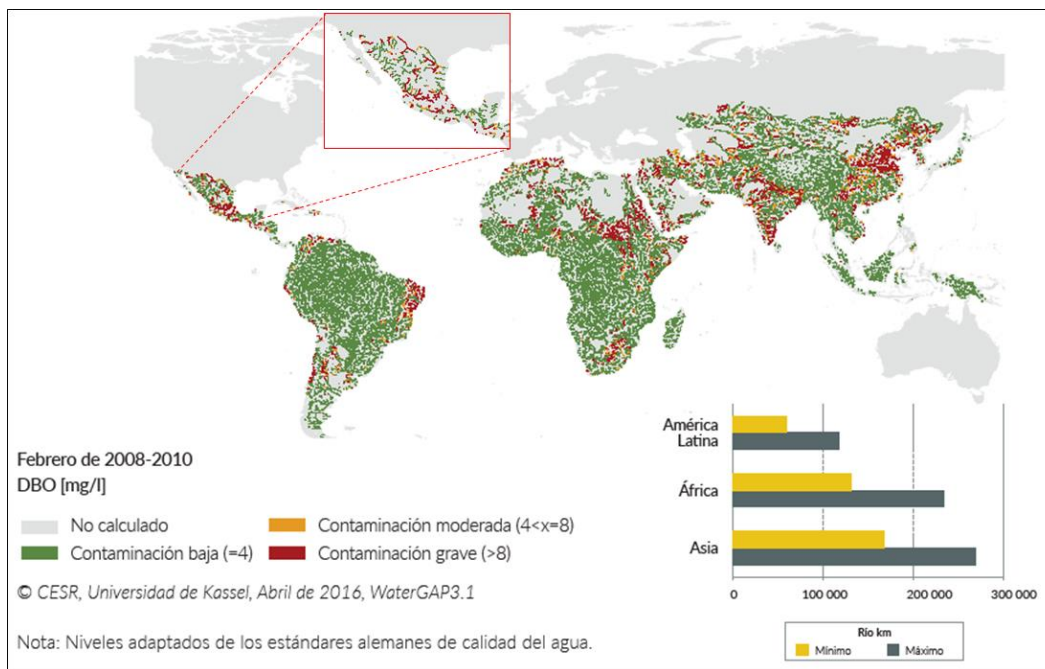 Febrero de 2008-2010
DBO [mg/l]
No calculado
Contaminación baja (=4)
Contaminación moderada (4<x=8)
Contaminación grave (>8)
© CESR, Universidad de Kassel, Abril de 2016, WaterGAP3.1
Nota: Niveles adaptados de los estándares alemanes de calidad del agua.
América
Latina
África
Asia
0 100 000 200 000 300 000
Río km
Mínimo Máximo